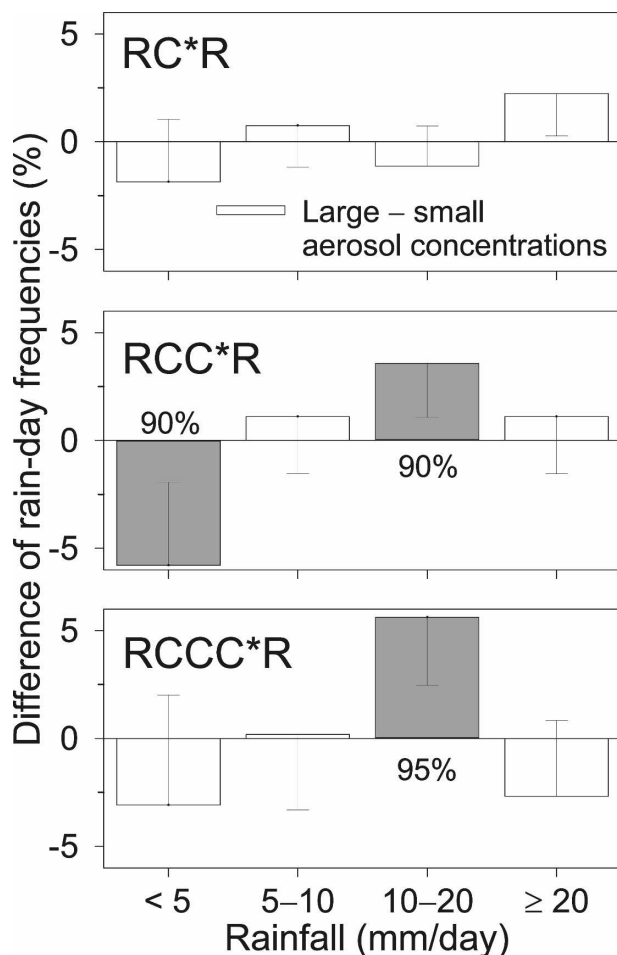 Difference of rain-day frequencies (%)
5
0
-5
RC*R
Large – small
aerosol concentrations
5
0
-5
RCC*R
90%
90%
5
0
-5
RCCC*R
95%
< 5
5–10
10–20
≥ 20
Rainfall (mm/day)